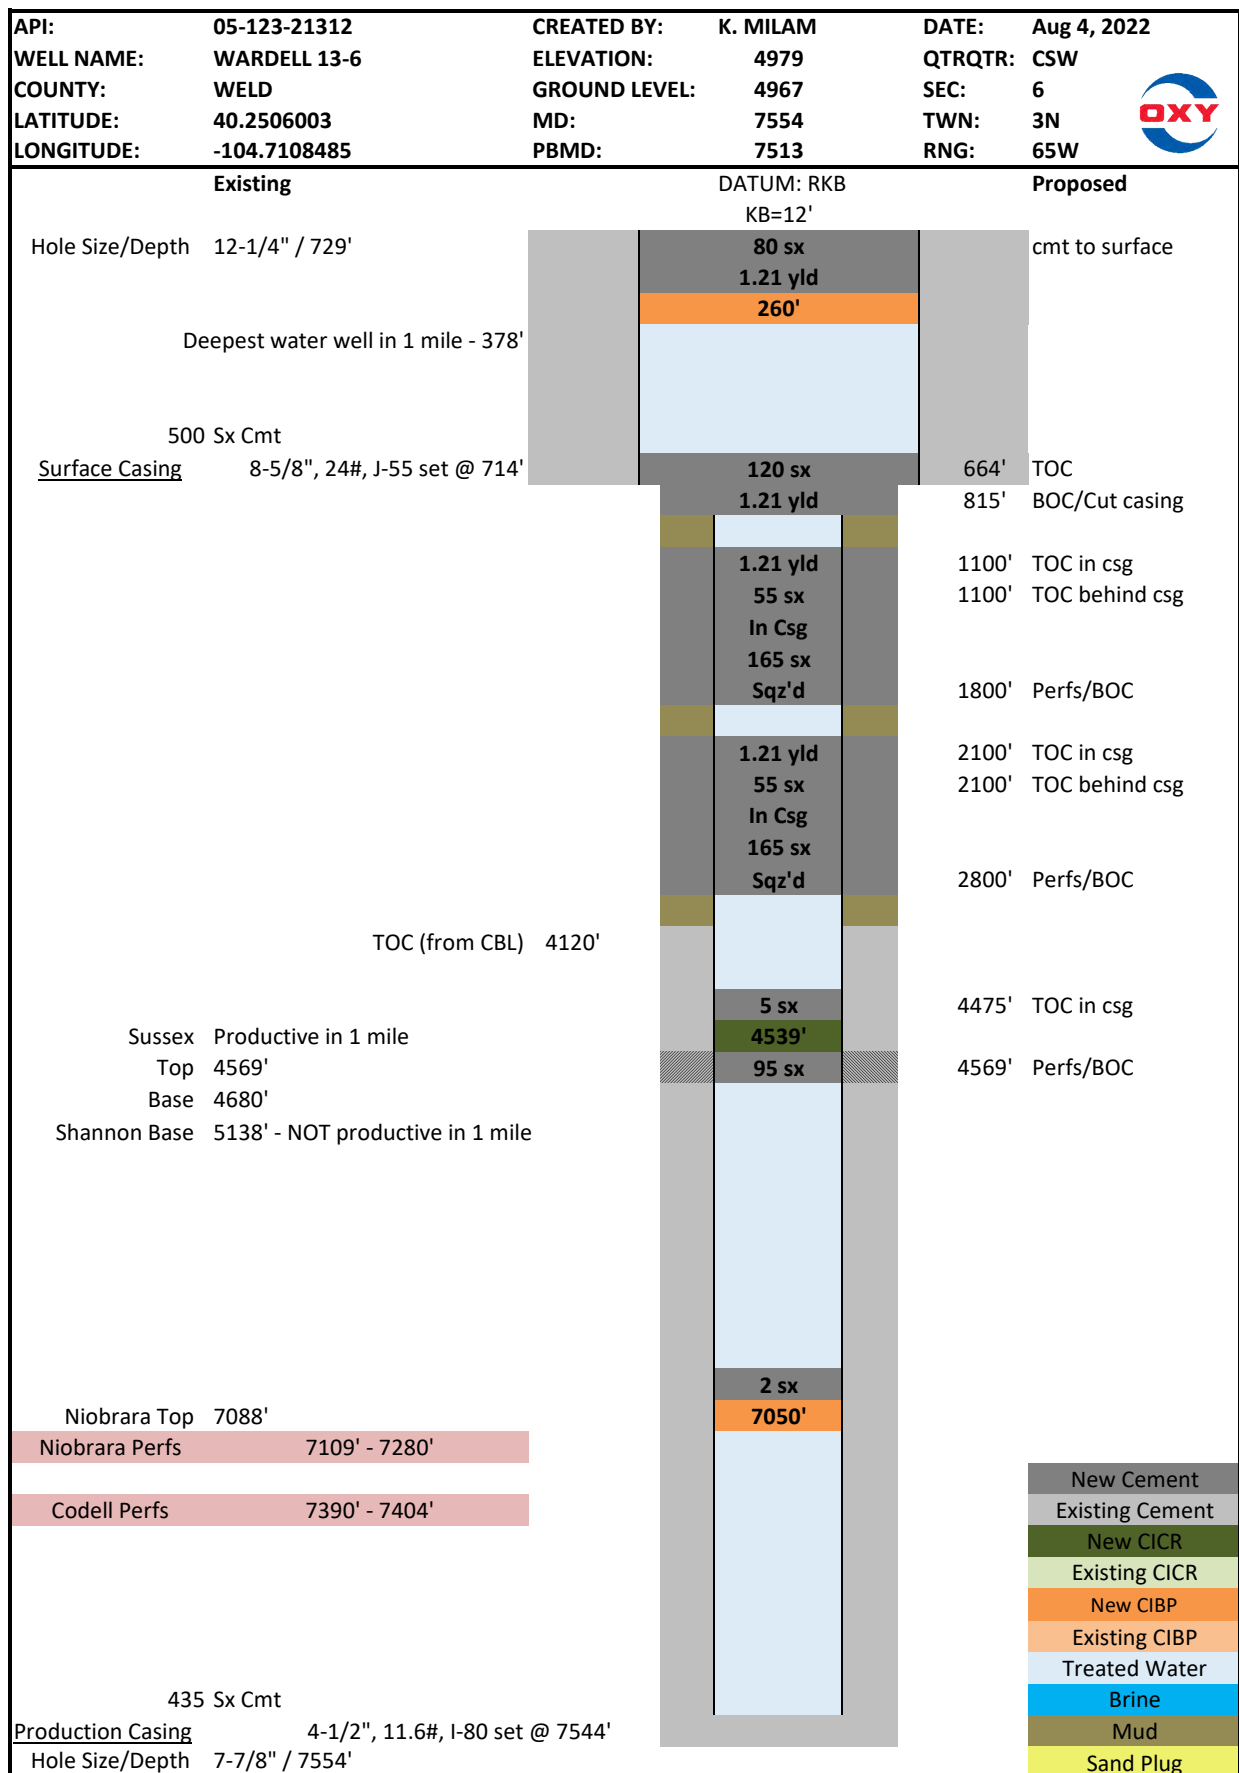 API: 05-123-21312 CREATED BY: K. MILAM DATE: Aug 4, 2022
WELL NAME: WARDELL 13-6 ELEVATION: 4979 QTRQTR: CSW
COUNTY: WELD GROUND LEVEL: 4967 SEC: 6
LATITUDE: 40.2506003 MD: 7554 TWN: 3N
LONGITUDE: -104.7108485 PBMD: 7513 RNG: 65W
OXY
Existing DATUM: RKB Proposed
KB=12'
Hole Size/Depth 12-1/4" / 729' 80 sx cmt to surface
1.21 yld
260'
Deepest water well in 1 mile - 378'
500 Sx Cmt
Surface Casing 8-5/8", 24#, J-55 set @ 714' 120 sx 664' TOC
1.21 yld 815' BOC/Cut casing
1.21 yld 1100' TOC in csg
55 sx 1100' TOC behind csg
In Csg
165 sx
Sqz'd 1800' Perfs/BOC
1.21 yld 2100' TOC in csg
55 sx 2100' TOC behind csg
In Csg
165 sx
Sqz'd 2800' Perfs/BOC
TOC (from CBL) 4120'
5 sx 4475' TOC in csg
Sussex Productive in 1 mile 4539'
Top 4569' 95 sx 4569' Perfs/BOC
Base 4680'
Shannon Base 5138' - NOT productive in 1 mile
2 sx
Niobrara Top 7088' 7050'
Niobrara Perfs 7109' - 7280'
New Cement
Codell Perfs 7390' - 7404' Existing Cement
New CICR
Existing CICR
New CIBP
Existing CIBP
Treated Water
435 Sx Cmt Brine
Production Casing 4-1/2", 11.6#, I-80 set @ 7544' Mud
Hole Size/Depth 7-7/8" / 7554' Sand Plug